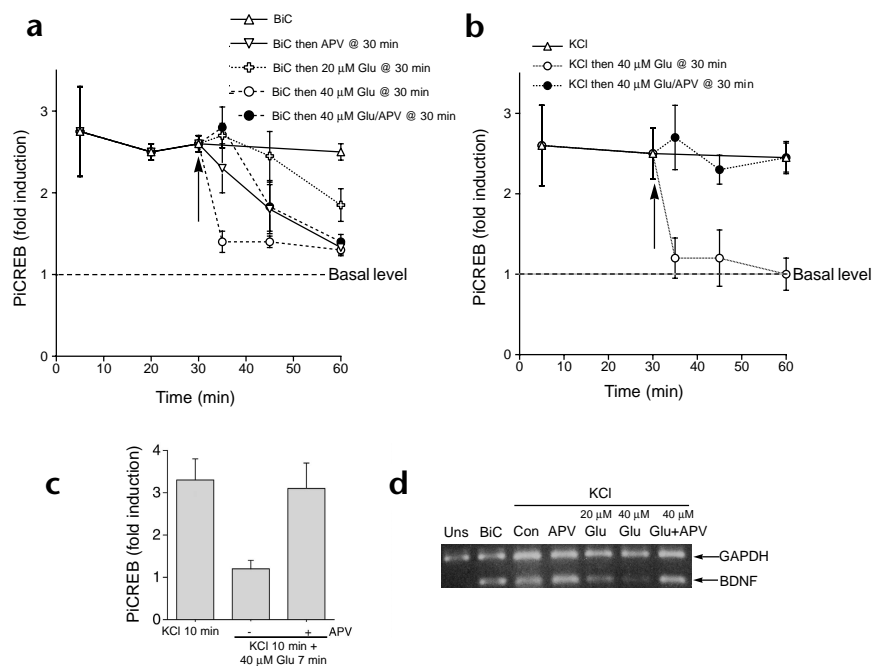 a
BiC
BiC then APV @ 30 min
BiC then 20 μM Glu @ 30 min
BiC then 40 μM Glu @ 30 min
BiC then 40 μM Glu/APV @ 30 min
PiCREB (fold induction)
3
2
1
0
Basal level
0 10 20 30 40 50 60
Time (min)
b
KCl
KCl then 40 μM Glu @ 30 min
KCl then 40 μM Glu/APV @ 30 min
PiCREB (fold induction)
3
2
1
0
Basal level
0 10 20 30 40 50 60
Time (min)
c
PiCREB (fold induction)
4
3
2
1
0
KCl 10 min - + APV
KCl 10 min +
40 μM Glu 7 min
d
KCl
20 μM 40 μM 40 μM
Uns BiC Con APV Glu Glu Glu+APV
GAPDH
BDNF